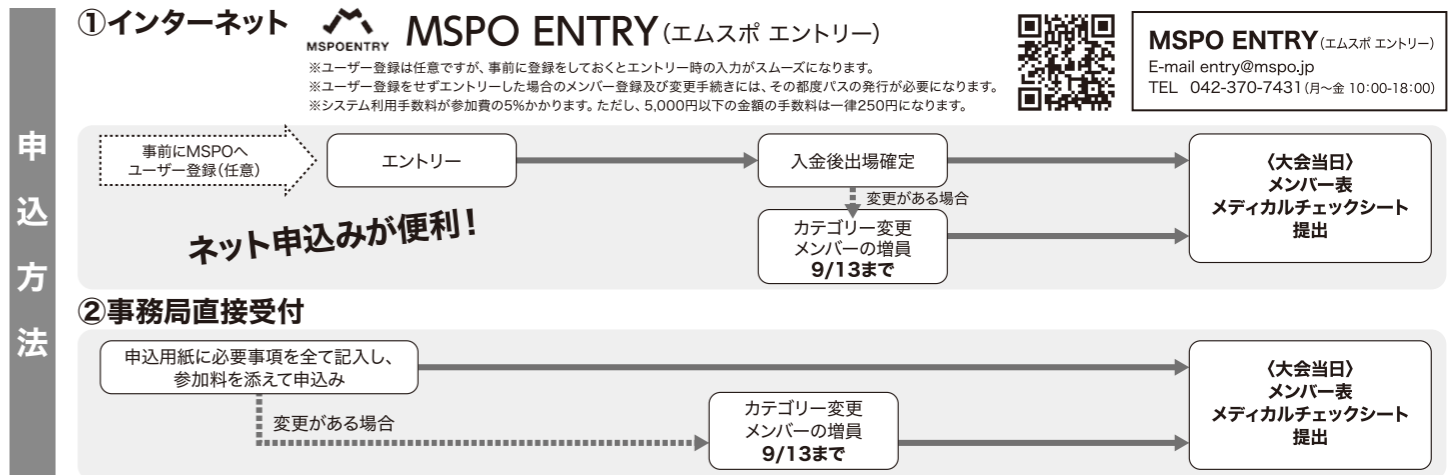 申込方法
①インターネット
MSPOENTRY
MSPO ENTRY(エムスポ エントリー)
※ユーザー登録は任意ですが、事前に登録をしておくとエントリー時の入力がスムーズになります。
※ユーザー登録をせずエントリーした場合のメンバー登録及び変更手続きには、その都度パスの発行が必要になります。
※システム利用手数料が参加費の5%かかります。ただし、5,000円以下の金額の手数料は一律250円になります。
MSPO ENTRY(エムスポ エントリー)
E-mail entry@mspo.jp
TEL 042-370-7431(月~金 10:00-18:00)
事前にMSPOへ
ユーザー登録(任意)
エントリー
入金後出場確定
変更がある場合
カテゴリー変更
メンバーの増員
9/13まで
〈大会当日〉
メンバー表
メディカルチェックシート
提出
ネット申込みが便利!
②事務局直接受付
申込用紙に必要事項を全て記入し、
参加料を添えて申込み
変更がある場合
カテゴリー変更
メンバーの増員
9/13まで
〈大会当日〉
メンバー表
メディカルチェックシート
提出